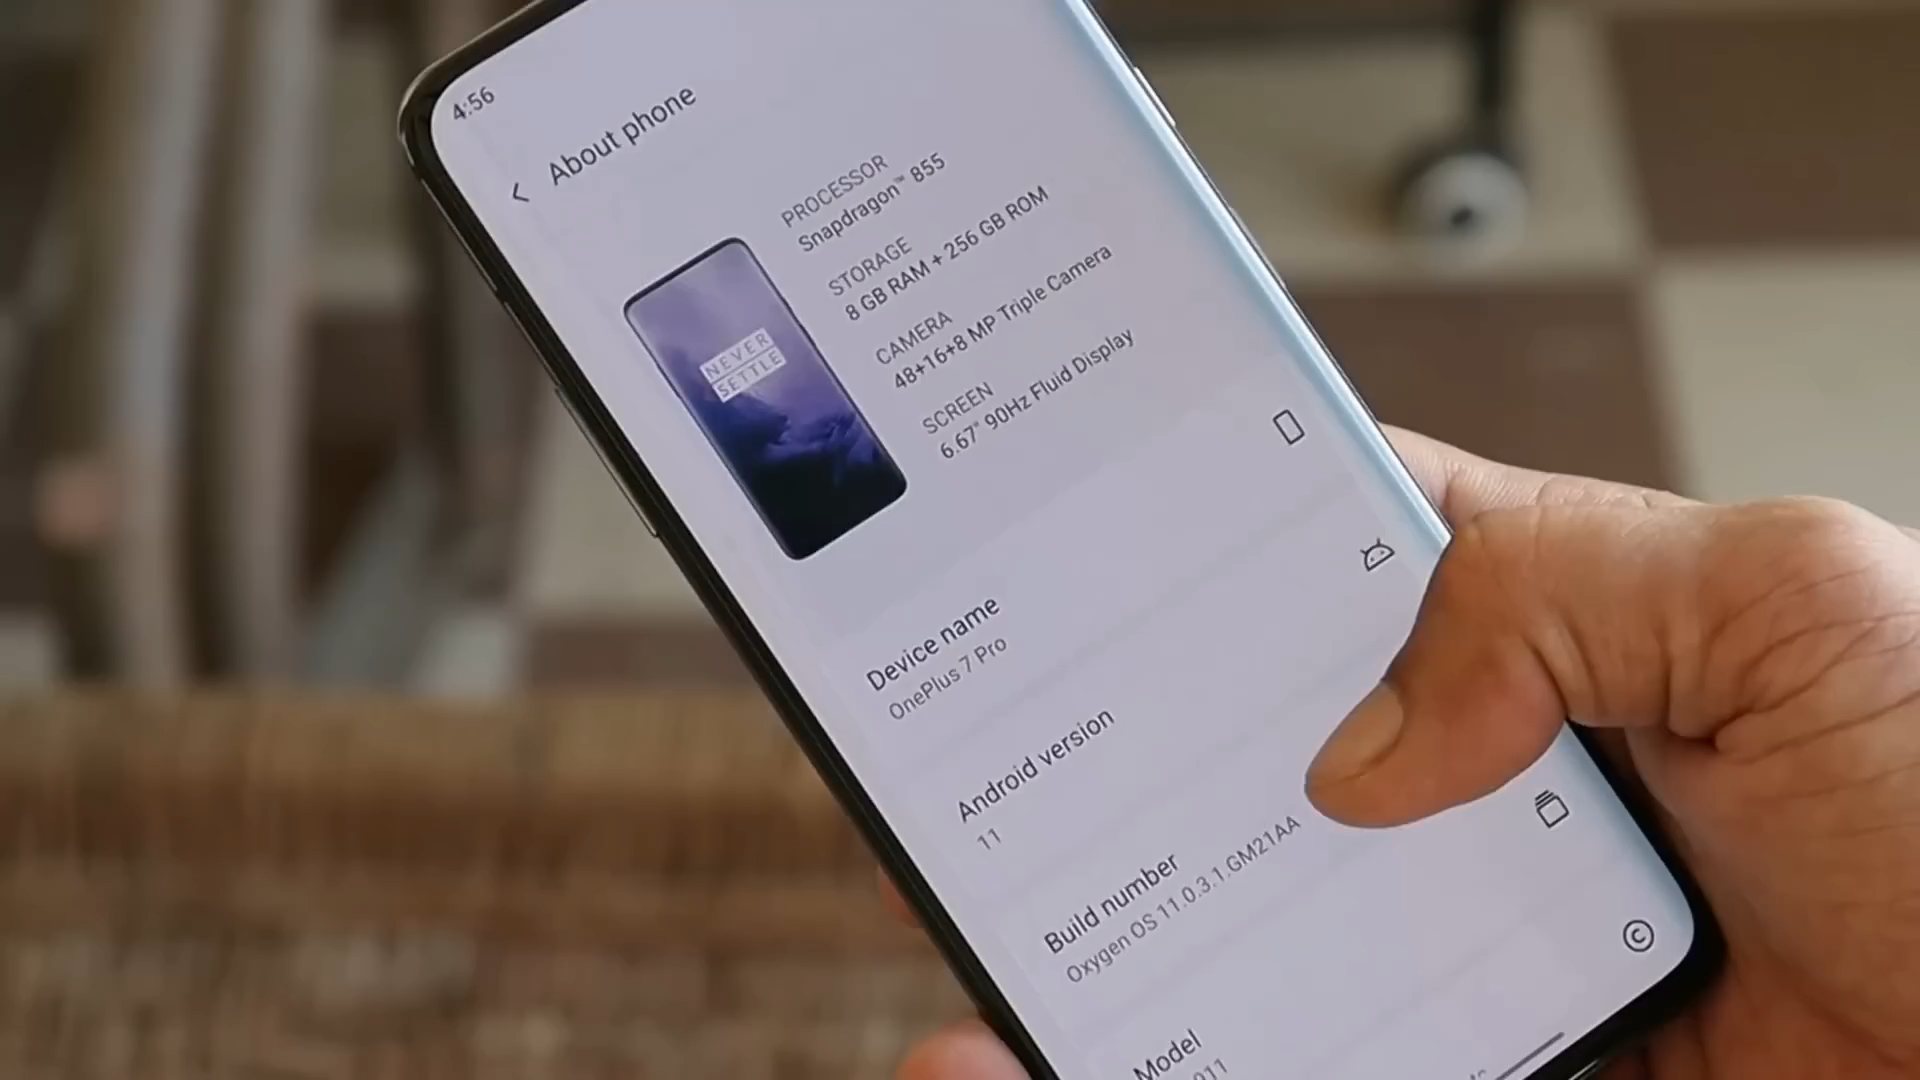 4:56
About phone
PROCESSOR
Snapdragon™ 855
STORAGE
8 GB RAM + 256 GB ROM
CAMERA
48+16+8 MP Triple Camera
SCREEN
6.67" 90Hz Fluid Display
NEVER
SETTLE
Device name
OnePlus 7 Pro
Android version
11
Build number
Oxygen OS 11.0.3.1.GM21AA
Model